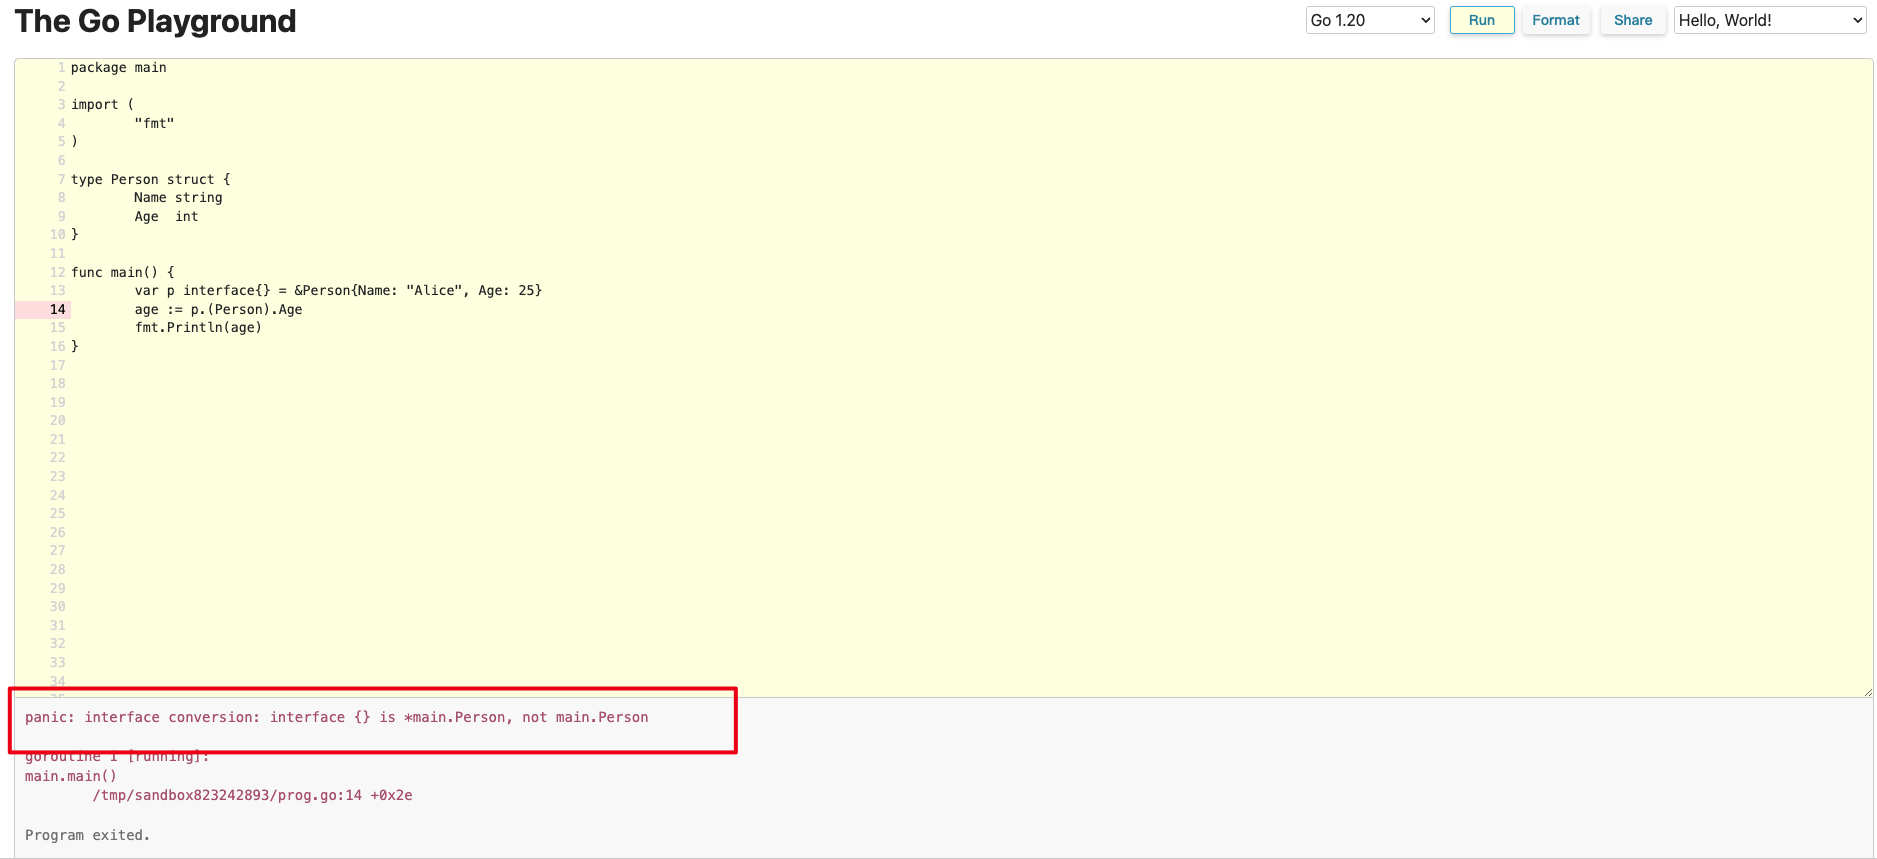 The Go Playground
Go 1.20
Run
Format
Share
Hello, World!
1 package main
2
3 import (
4 "fmt"
5 )
6
7 type Person struct {
8 Name string
9 Age  int
10 }
11
12 func main() {
13 var p interface{} = &Person{Name: "Alice", Age: 25}
14 age := p.(Person).Age
15 fmt.Println(age)
16 }
17
18
19
20
21
22
23
24
25
26
27
28
29
30
31
32
33
34
35
panic: interface conversion: interface {} is *main.Person, not main.Person
goroutine 1 [running]:
main.main()
/tmp/sandbox823242893/prog.go:14 +0x2e
Program exited.